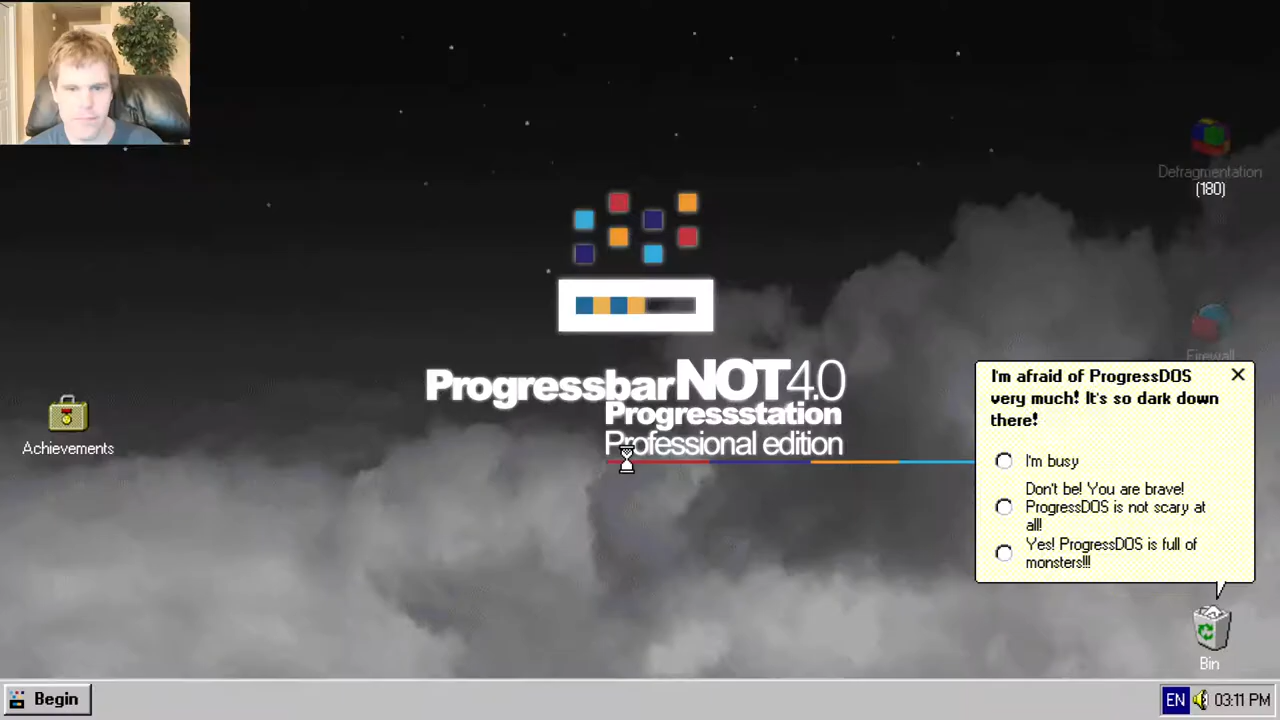 Defragmentation
(180)
Firewall
ProgressbarNOT4.0
Progressstation
Professional edition
Achievements
I'm afraid of ProgressDOS
very much! It's so dark down
there!
I'm busy
Don't be! You are brave!
ProgressDOS is not scary at
all!
Yes! ProgressDOS is full of
monsters!!!
Bin
Begin
EN
03:11 PM